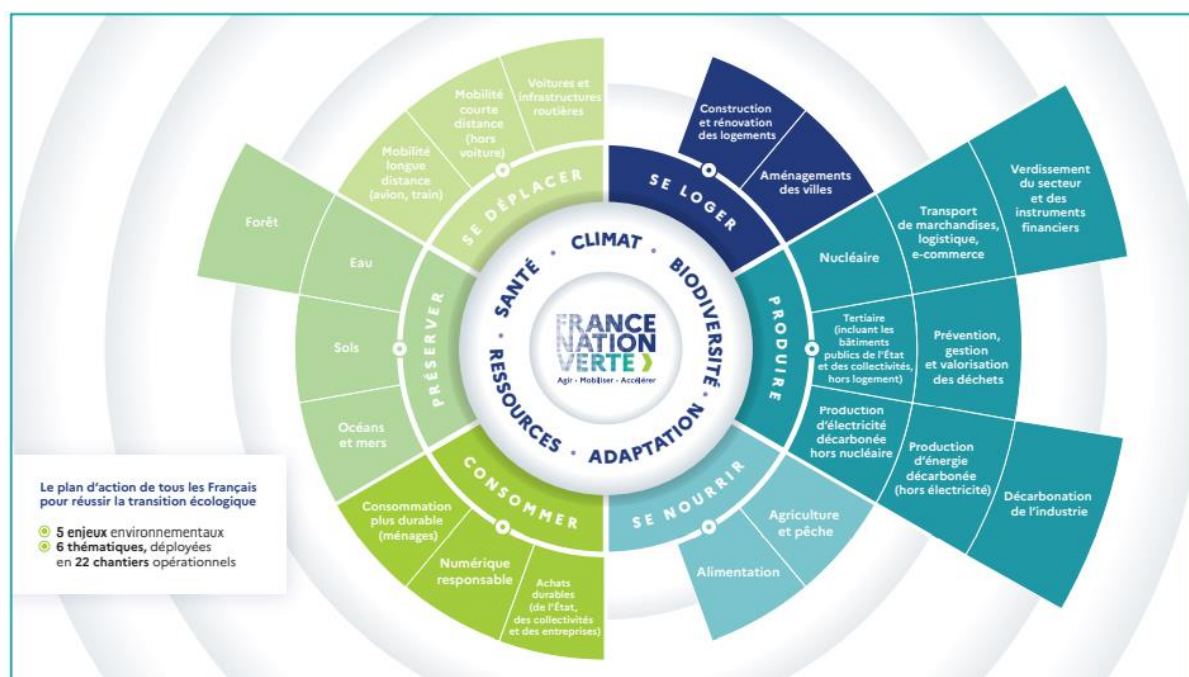 Voitures et
infrastructures
routières
Mobilité
courte
distance
(hors
voiture)
Mobilité
longue
distance
(avion, train)
SE DÉPLACER
Construction
et rénovation
des logements
Aménagements
des villes
SE LOGER
Verdissement
du secteur
et des
instruments
financiers
Transport
de marchandises,
logistique,
e-commerce
Nucléaire
Tertiaire
(incluant les
bâtiments
publics de l'État
et des collectivités,
hors logement)
Prévention,
gestion
et valorisation
des déchets
Production
d'électricité
décarbonée
hors nucléaire
Production
d'énergie
décarbonée
(hors électricité)
Décarbonation
de l'industrie
PRODUIRE
Forêt
Eau
Sols
Océans
et mers
PRÉSERVER
SANTÉ • CLIMAT • BIODIVERSITÉ • ADAPTATION • RESSOURCES •
FRANCE
NATION
VERTE
Agir • Mobiliser • Accélérer
CONSOMMER
Consommation
plus durable
(ménages)
Numérique
responsable
Achats
durables
(de l'État,
des collectivités
et des entreprises)
SE NOURRIR
Agriculture
et pêche
Alimentation
Le plan d'action de tous les Français
pour réussir la transition écologique
5 enjeux environnementaux
6 thématiques, déployées
en 22 chantiers opérationnels